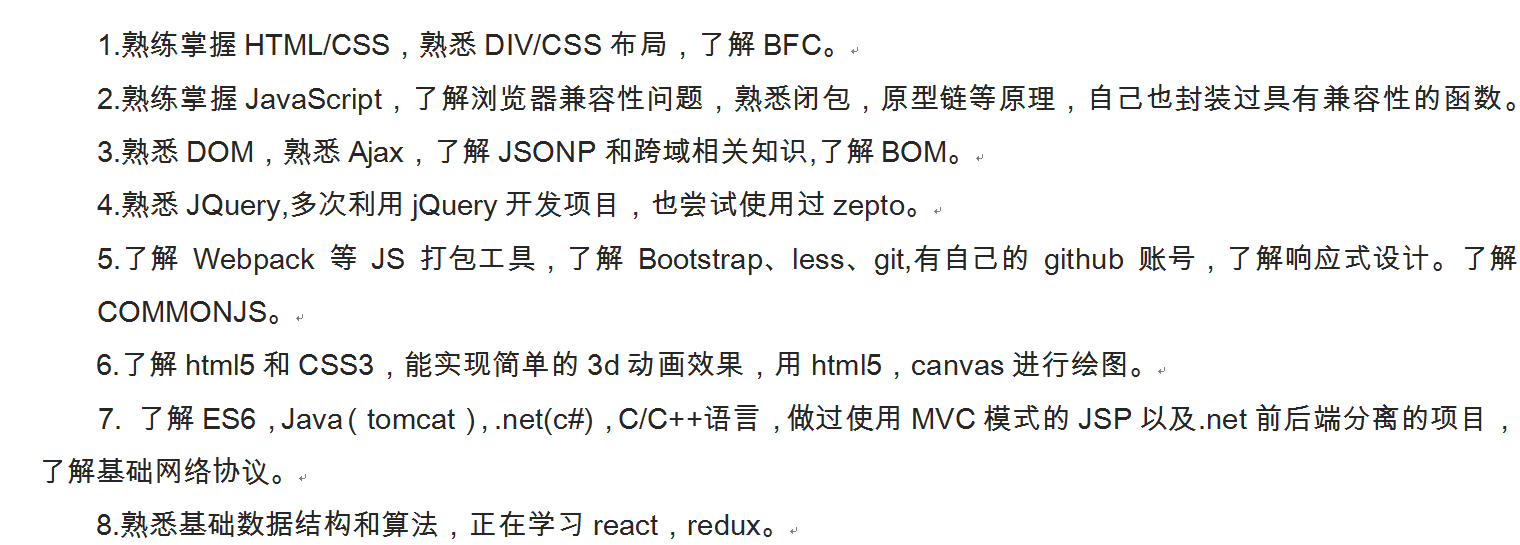 1.熟练掌握 HTML/CSS，熟悉 DIV/CSS 布局，了解 BFC。
2.熟练掌握 JavaScript，了解浏览器兼容性问题，熟悉闭包，原型链等原理，自己也封装过具有兼容性的函数。
3.熟悉 DOM，熟悉 Ajax，了解 JSONP 和跨域相关知识,了解 BOM。
4.熟悉 JQuery,多次利用 jQuery 开发项目，也尝试使用过 zepto。
5.了解 Webpack 等 JS 打包工具，了解 Bootstrap、less、git,有自己的 github 账号，了解响应式设计。了解
COMMONJS。
6.了解 html5 和 CSS3，能实现简单的 3d 动画效果，用 html5，canvas 进行绘图。
7. 了解 ES6，Java（tomcat），.net(c#)，C/C++语言，做过使用 MVC 模式的 JSP 以及.net 前后端分离的项目，
了解基础网络协议。
8.熟悉基础数据结构和算法，正在学习 react，redux。